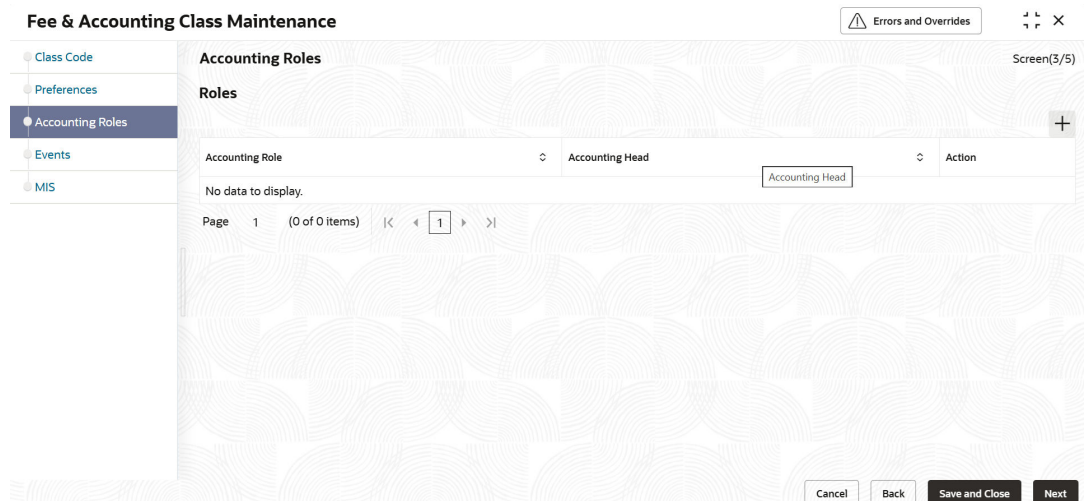 Fee & Accounting Class Maintenance
Errors and Overrides
Class Code
Preferences
Accounting Roles
Events
MIS
Accounting Roles
Screen(3/5)
Roles
Accounting Role
Accounting Head
Action
Accounting Head
No data to display.
Page 1 (0 of 0 items) 1
Cancel Back Save and Close Next